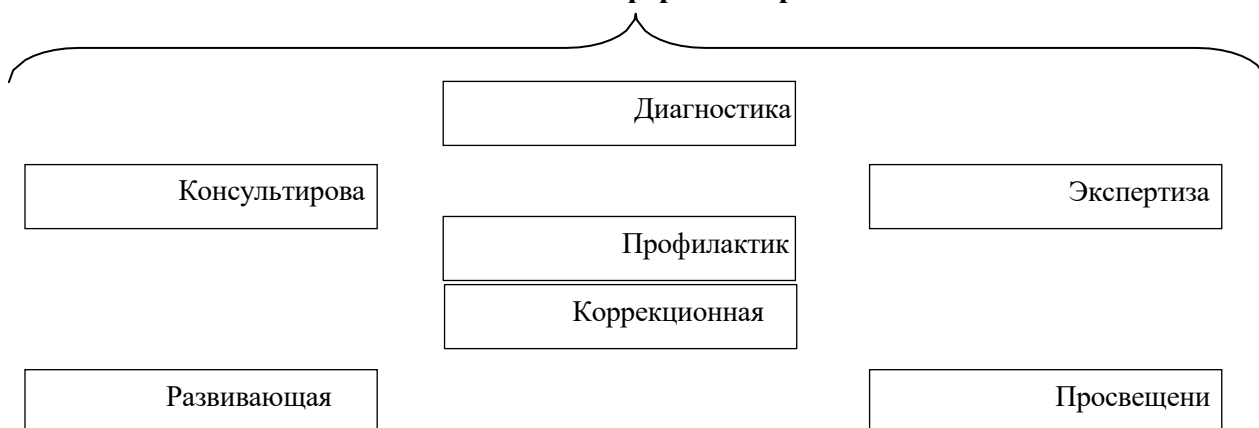 Диагностика
Консультирова
Экспертиза
Профилактик
Коррекционная
Развивающая
Просвещени